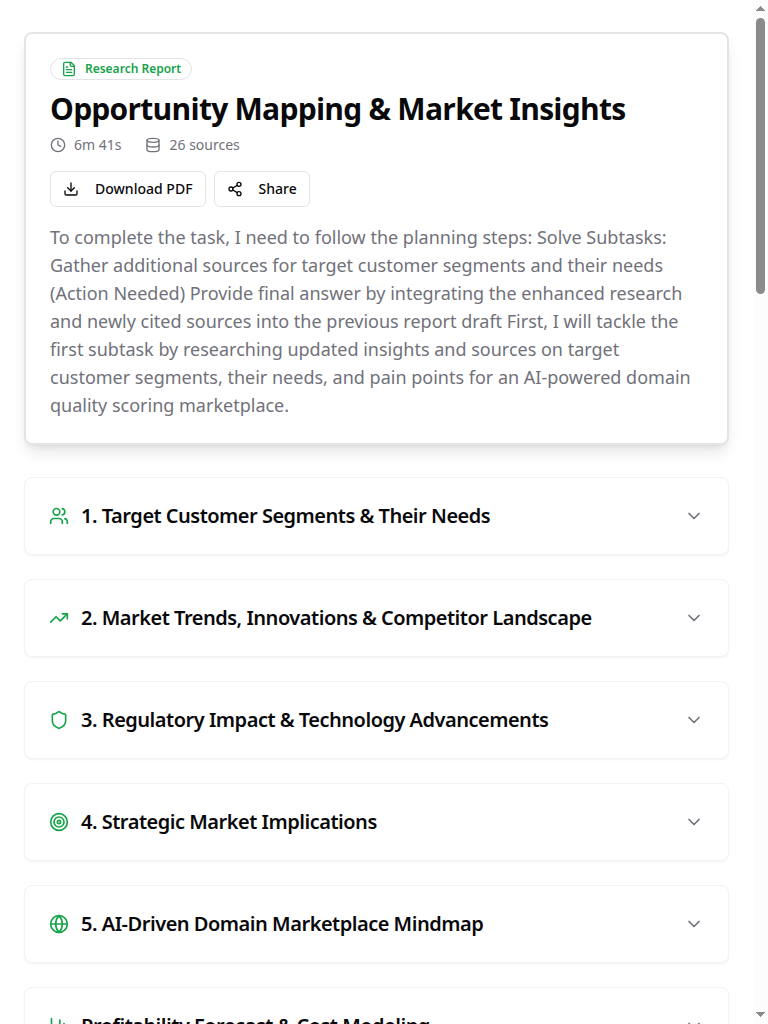 Research Report
Opportunity Mapping & Market Insights
6m 41s 26 sources
Download PDF Share
To complete the task, I need to follow the planning steps: Solve Subtasks:
Gather additional sources for target customer segments and their needs
(Action Needed) Provide final answer by integrating the enhanced research
and newly cited sources into the previous report draft First, I will tackle the
first subtask by researching updated insights and sources on target
customer segments, their needs, and pain points for an AI-powered domain
quality scoring marketplace.
1. Target Customer Segments & Their Needs
2. Market Trends, Innovations & Competitor Landscape
3. Regulatory Impact & Technology Advancements
4. Strategic Market Implications
5. AI-Driven Domain Marketplace Mindmap
Profitability Forecast & Cost Modeling